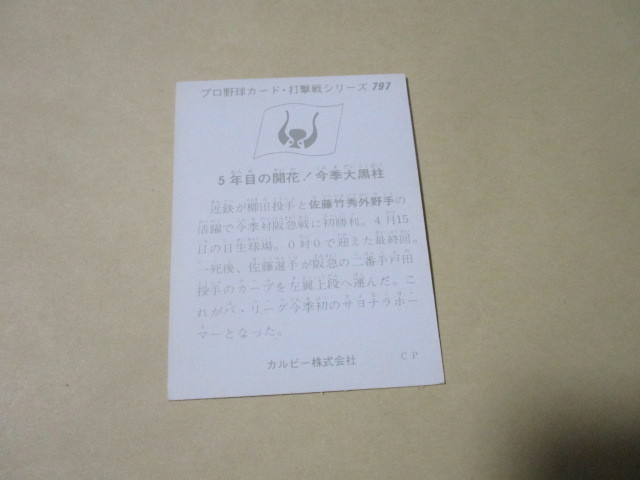 プロ野球カード・打撃戦シリーズ 797
5年目の開花！今季大黒柱
近鉄が柳田投手と佐藤竹秀外野手の
活躍で今季対阪急戦に初勝利。4月15
日の日生球場。0対0で迎えた最終回。
一死後、佐藤選手が阪急の二番手戸田
投手のカーブを左翼上段へ運んだ。こ
れがパ・リーグ今季初のサヨナラホー
マーとなった。
カルビー株式会社 CP